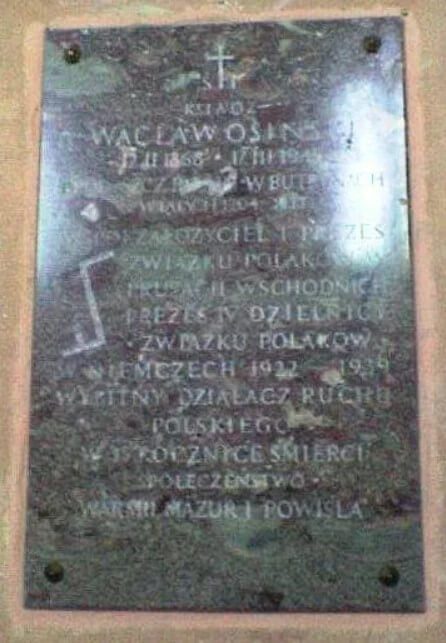 Ś P
KSIĄDZ
WACŁAW OSIŃSKI
PROBOSZCZ W BUTRYNACH
WSPÓŁZAŁOŻYCIEL I PREZES
ZWIĄZKU POLAKÓW W
PRUSACH WSCHODNICH
PREZES IV DZIELNICY
ZWIĄZKU POLAKÓW
W NIEMCZECH 1922 1939
WYBITNY DZIAŁACZ RUCHU
POLSKIEGO
W 35 ROCZNICĘ ŚMIERCI
SPOŁECZEŃSTWO
WARMII MAZUR I POWIŚLA